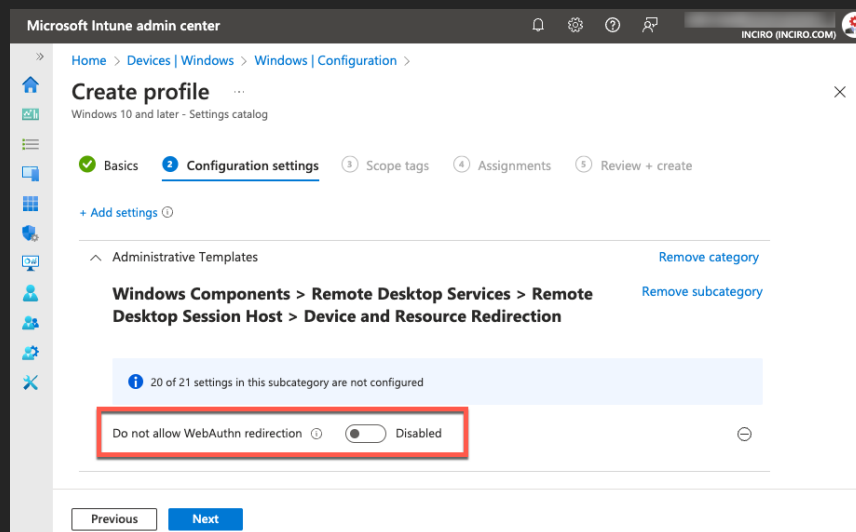 Microsoft Intune admin center
INCIRO (INCIRO.COM)
Home > Devices | Windows > Windows | Configuration >
Create profile ...
Windows 10 and later - Settings catalog
Basics
2 Configuration settings
3 Scope tags
4 Assignments
5 Review + create
+ Add settings
Administrative Templates
Remove category
Windows Components > Remote Desktop Services > Remote
Desktop Session Host > Device and Resource Redirection
Remove subcategory
20 of 21 settings in this subcategory are not configured
Do not allow WebAuthn redirection
Disabled
Previous
Next